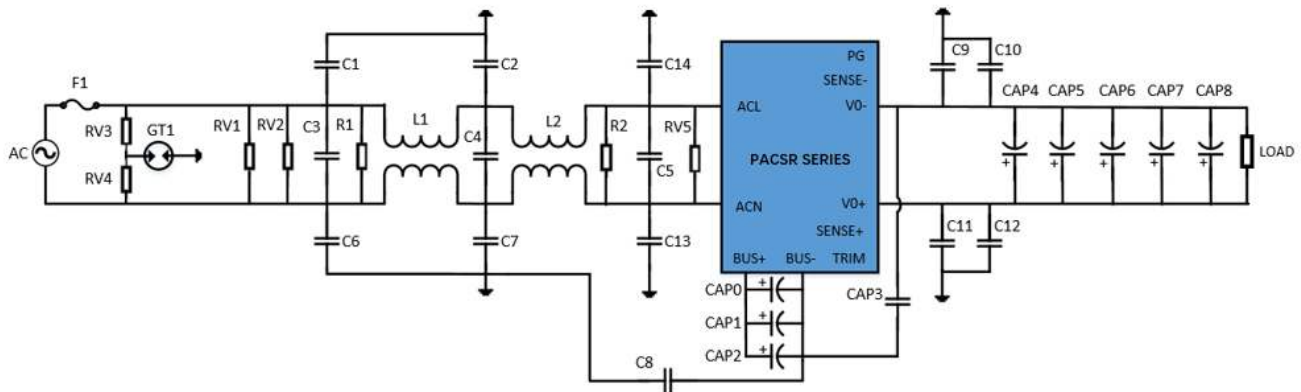 F1
AC
RV3
RV4
GT1
RV1
RV2
C1
C3
R1
C6
L1
C2
C4
C7
L2
R2
C14
C5
C13
RV5
PG
SENSE-
ACL
V0-
PACSR SERIES
ACN
V0+
SENSE+
BUS+ BUS- TRIM
CAP0 +
CAP1 +
CAP2 +
CAP3
C8
C9 C10
C11 C12
CAP4 CAP5 CAP6 CAP7 CAP8
+ + + + +
LOAD